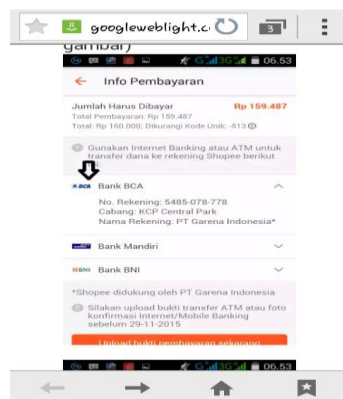 googleweblight.c
3
gambar)
G 3G 06.53
Info Pembayaran
Jumlah Harus Dibayar Rp 159.487
Total Pembayaran: Rp 159.487
Total: Rp 160.000, Dikurangi Kode Unik: -513
Gunakan Internet Banking atau ATM untuk
transfer dana ke rekening Shopee berikut
BCA Bank BCA
No. Rekening: 5485-078-778
Cabang: KCP Central Park
Nama Rekening: PT Garena Indonesia*
Bank Mandiri
BNI Bank BNI
*Shopee didukung oleh PT Garena Indonesia
Silakan upload bukti transfer ATM atau foto
konfirmasi Internet/Mobile Banking
sebelum 29-11-2015
Upload bukti pembayaran sekarang
G 3G 06.53